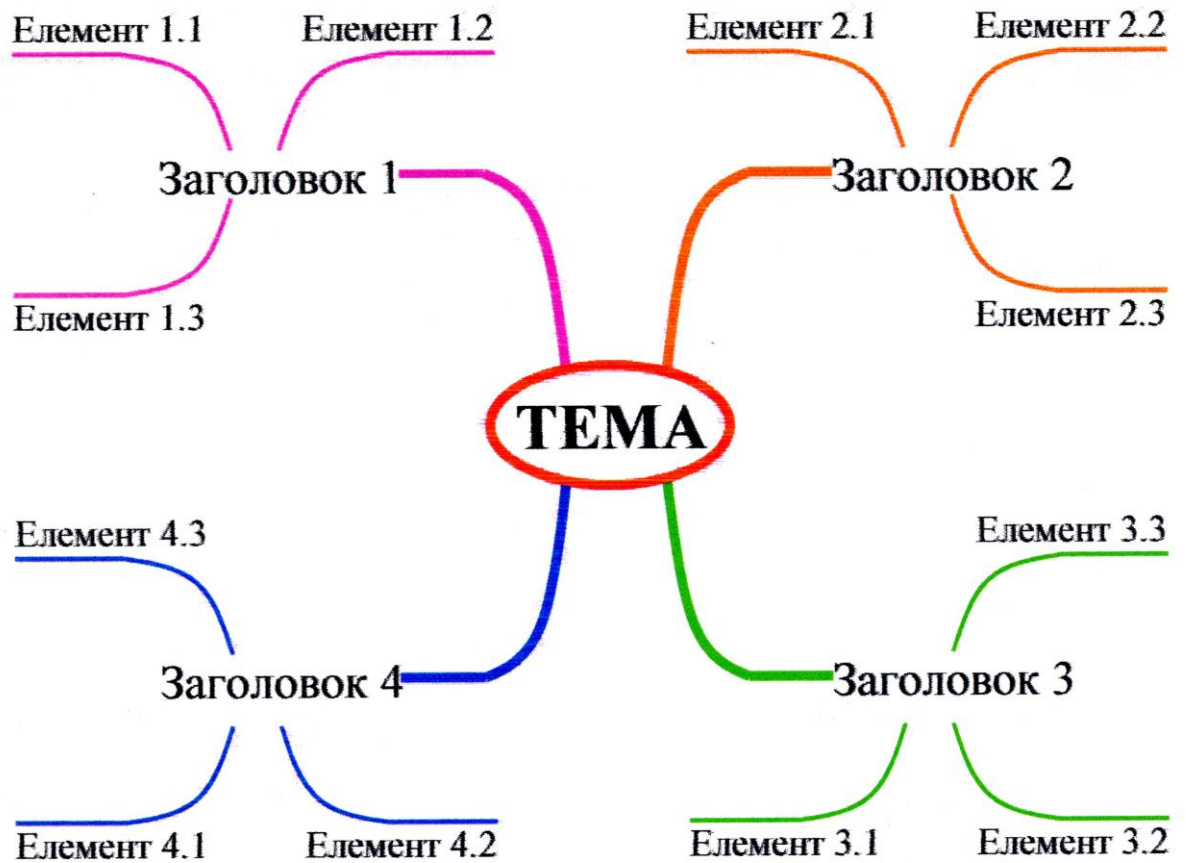 Елемент 1.1 Елемент 1.2 Елемент 2.1 Елемент 2.2
Заголовок 1 Заголовок 2
Елемент 1.3 Елемент 2.3
ТЕМА
Елемент 4.3 Елемент 3.3
Заголовок 4 Заголовок 3
Елемент 4.1 Елемент 4.2 Елемент 3.1 Елемент 3.2